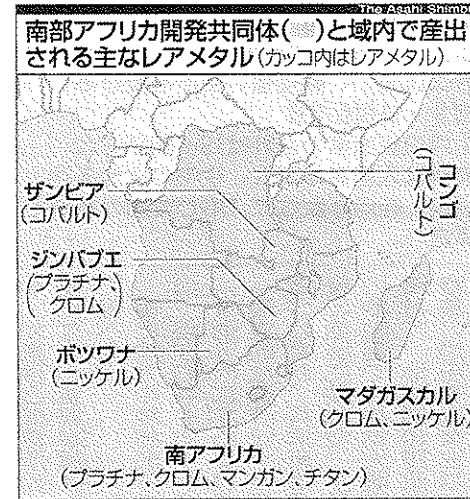 The Asahi Shimbu
南部アフリカ開発共同体( )と域内で産出
される主なレアメタル(カッコ内はレアメタル)
コンゴ
(コバルト)
ザンビア
(コバルト)
ジンバブエ
(プラチナ、
クロム)
ボツワナ
(ニッケル)
マダガスカル
(クロム、ニッケル)
南アフリカ
(プラチナ、クロム、マンガン、チタン)